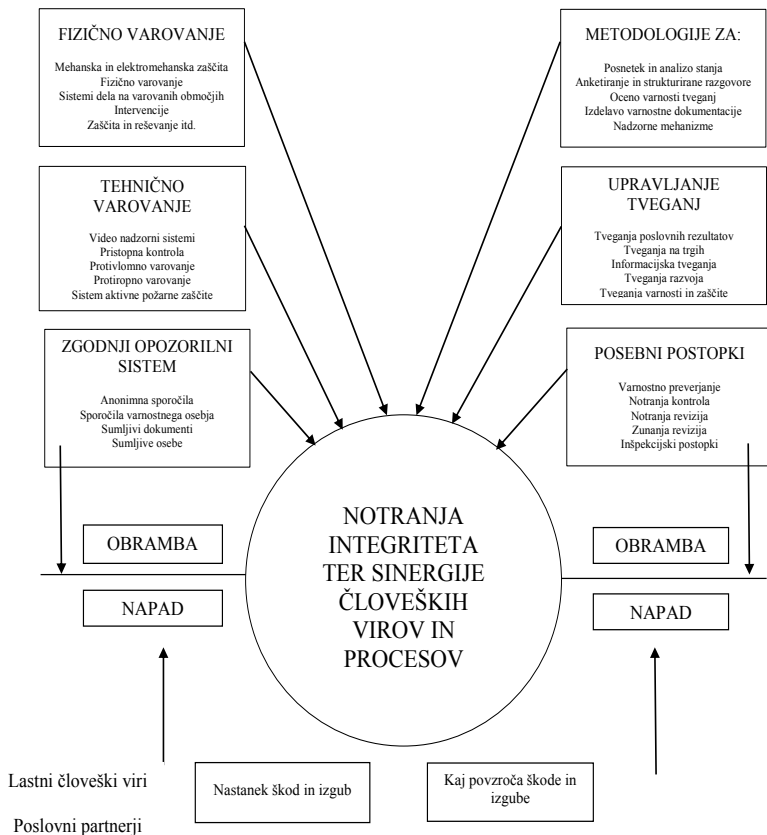 FIZIČNO VAROVANJE
Mehanska in elektromehanska zaščita
Fizično varovanje
Sistemi dela na varovanih območjih
Intervencije
Zaščita in reševanje itd.
METODOLOGIJE ZA:
Posnetek in analizo stanja
Anketiranje in strukturirane razgovore
Oceno varnosti tveganj
Izdelavo varnostne dokumentacije
Nadzorne mehanizme
TEHNIČNO
VAROVANJE
Video nadzorni sistemi
Pristopna kontrola
Protivlomno varovanje
Protiropno varovanje
Sistem aktivne požarne zaščite
UPRAVLJANJE
TVEGANJ
Tveganja poslovnih rezultatov
Tveganja na trgih
Informacijska tveganja
Tveganja razvoja
Tveganja varnosti in zaščite
ZGODNJI OPOZORILNI
SISTEM
Anonimna sporočila
Sporočila varnostnega osebja
Sumljivi dokumenti
Sumljive osebe
POSEBNI POSTOPKI
Varnostno preverjanje
Notranja kontrola
Notranja revizija
Zunanja revizija
Inšpekcijski postopki
NOTRANJA
INTEGRITETA
TER SINERGIJE
ČLOVEŠKIH
VIROV IN
PROCESOV
OBRAMBA
NAPAD
OBRAMBA
NAPAD
Lastni človeški viri
Poslovni partnerji
Nastanek škod in izgub
Kaj povzroča škode in
izgube